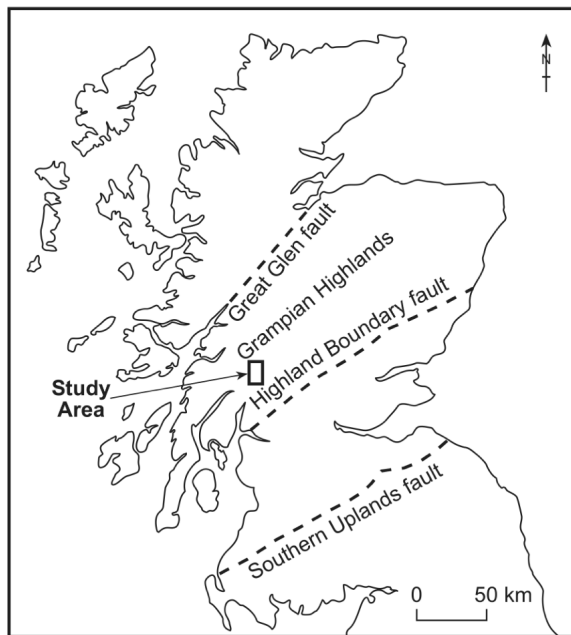 N
Great Glen fault
Grampian Highlands
Highland Boundary fault
Study
Area
Southern Uplands fault
0 50 km